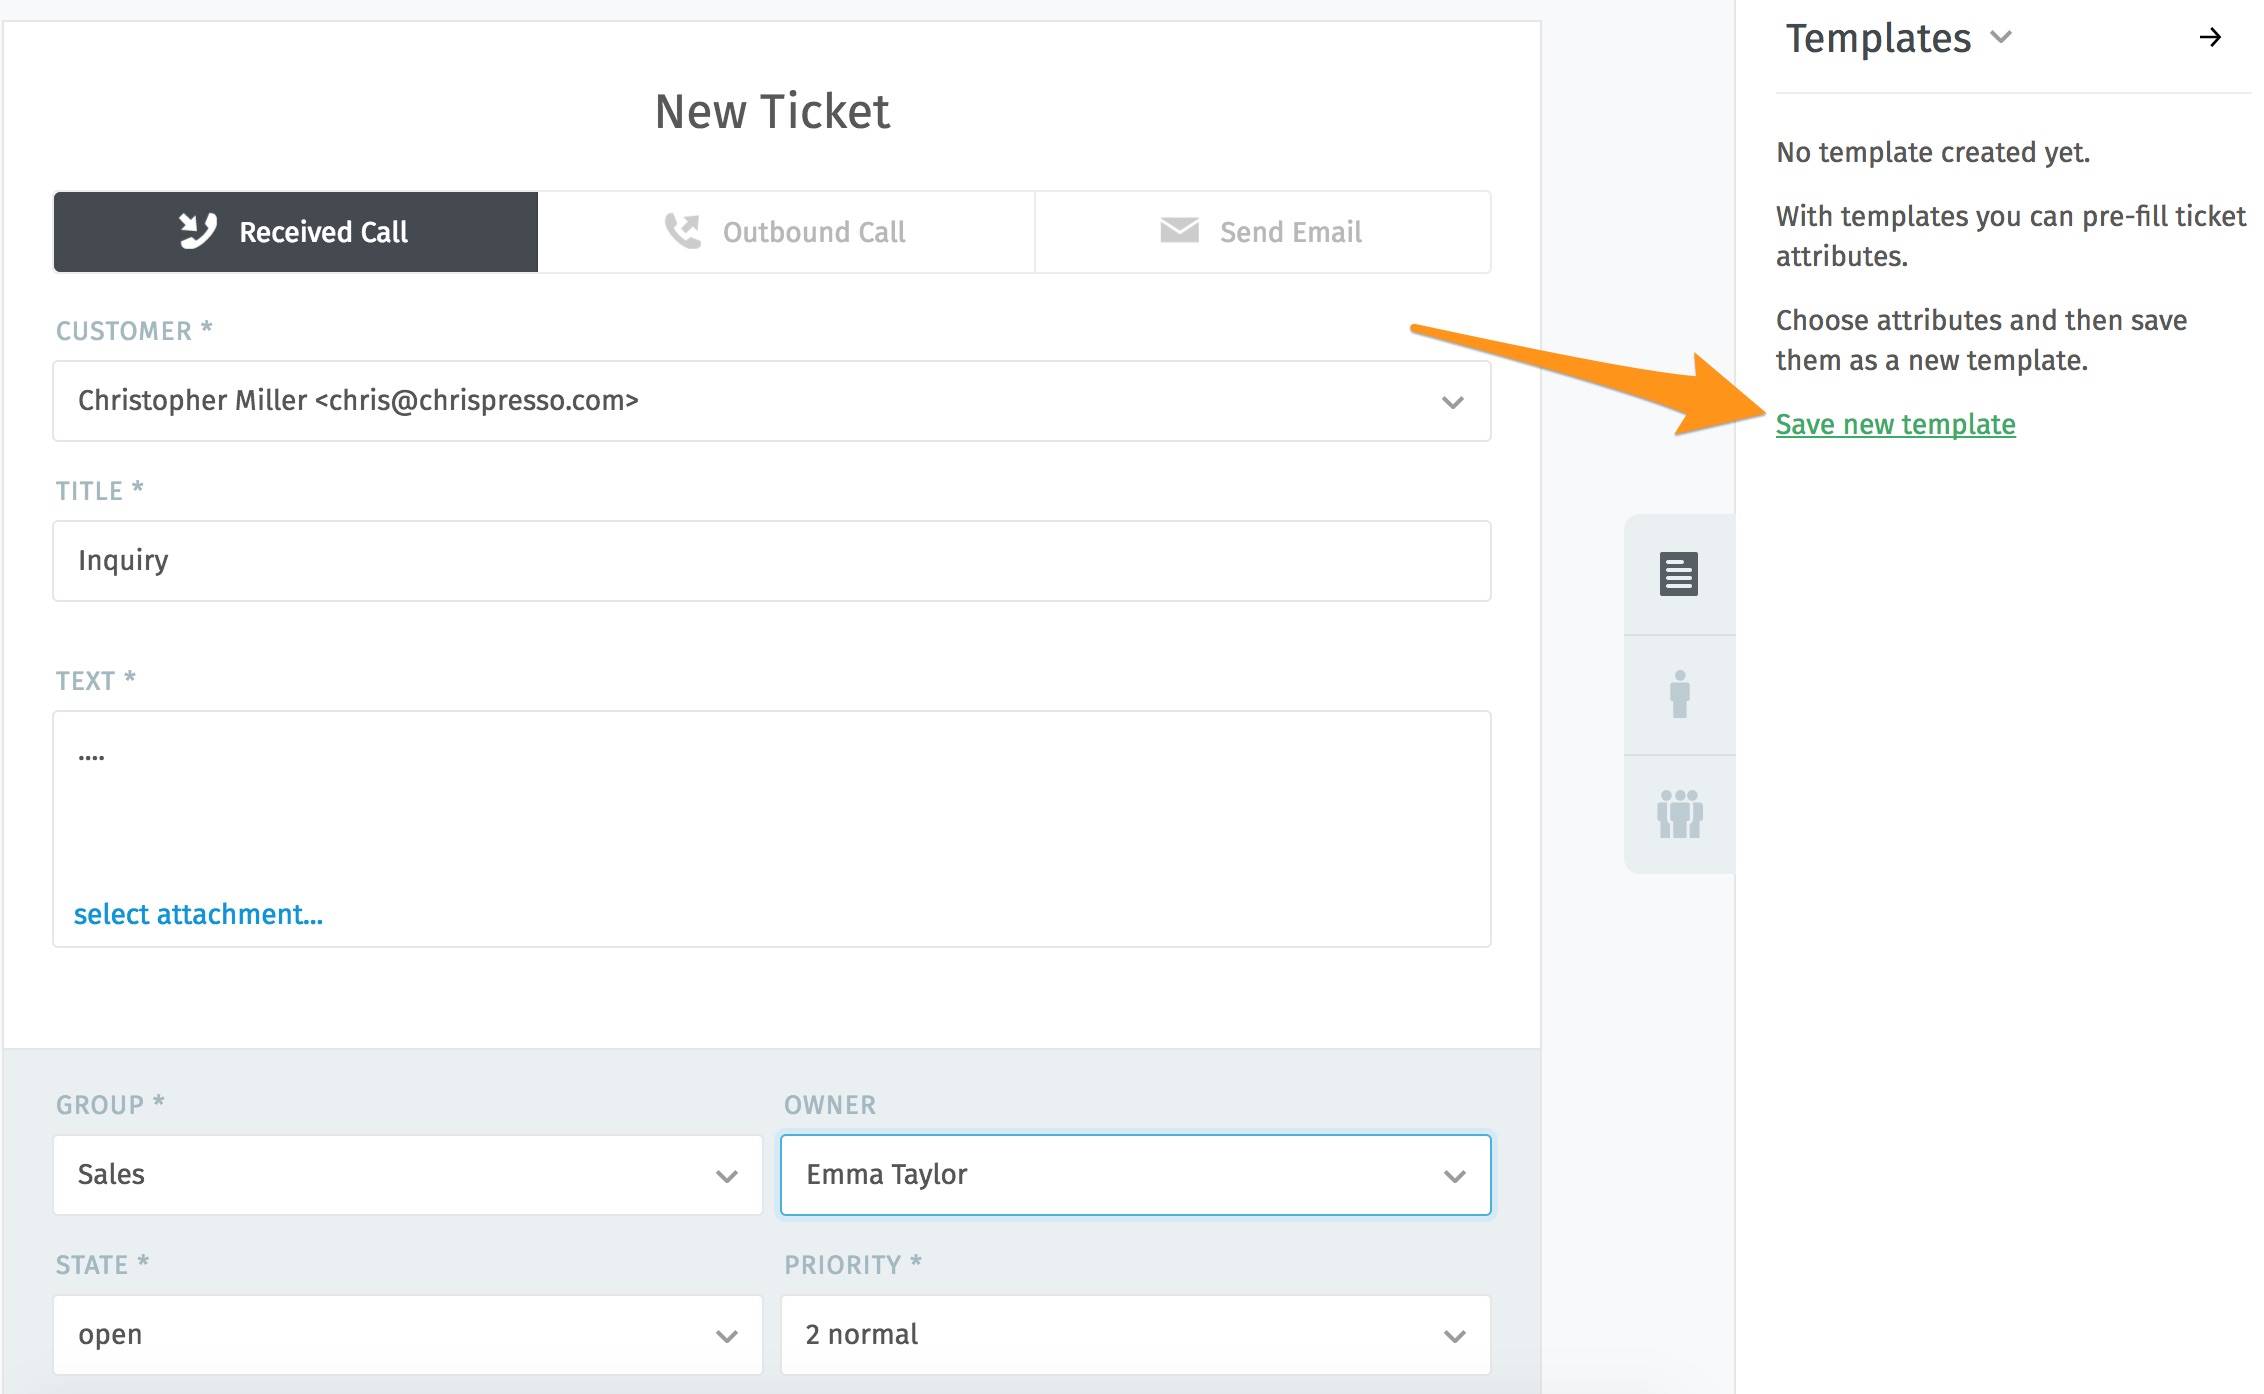 New Ticket
Received Call
Outbound Call
Send Email
CUSTOMER *
Christopher Miller <chris@chrispresso.com>
TITLE *
Inquiry
TEXT *
....
select attachment...
GROUP *
Sales
OWNER
Emma Taylor
STATE *
open
PRIORITY *
2 normal
Templates
No template created yet.
With templates you can pre-fill ticket
attributes.
Choose attributes and then save
them as a new template.
Save new template